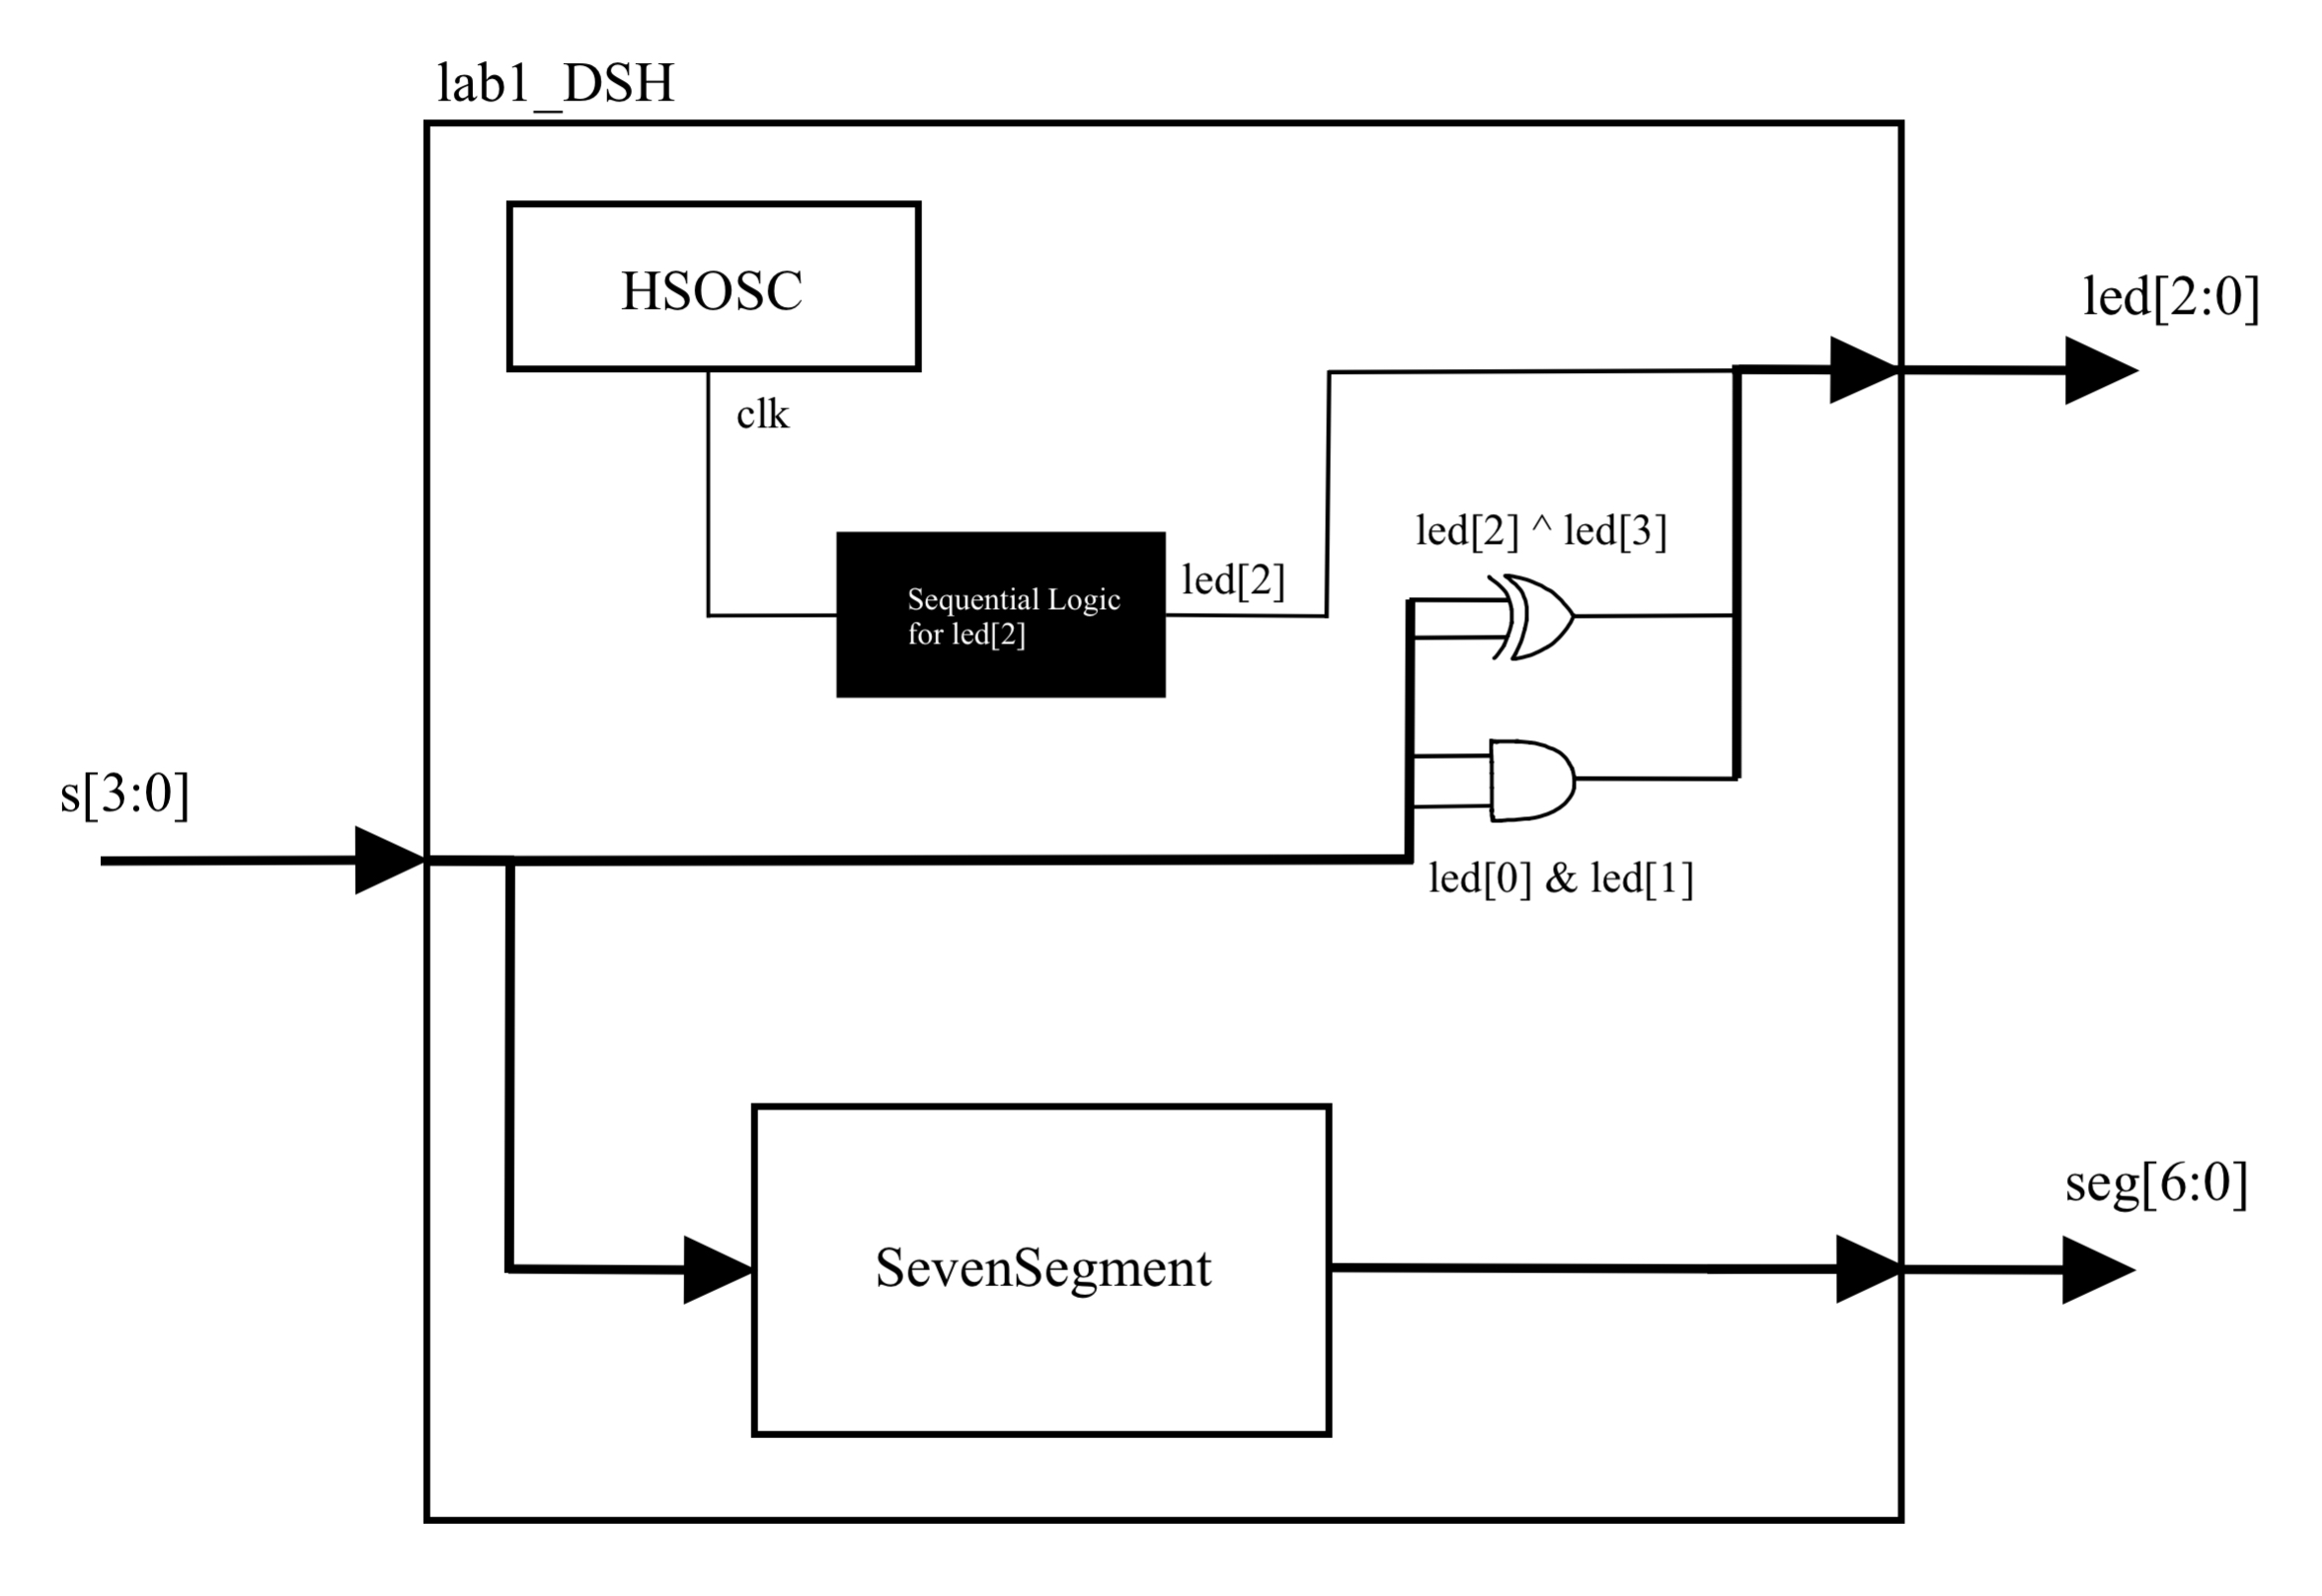 lab1_DSH
HSOSC
clk
led[2:0]
led[2] ^ led[3]
led[2]
Sequential Logic
for led[2]
s[3:0]
led[0] & led[1]
seg[6:0]
SevenSegment